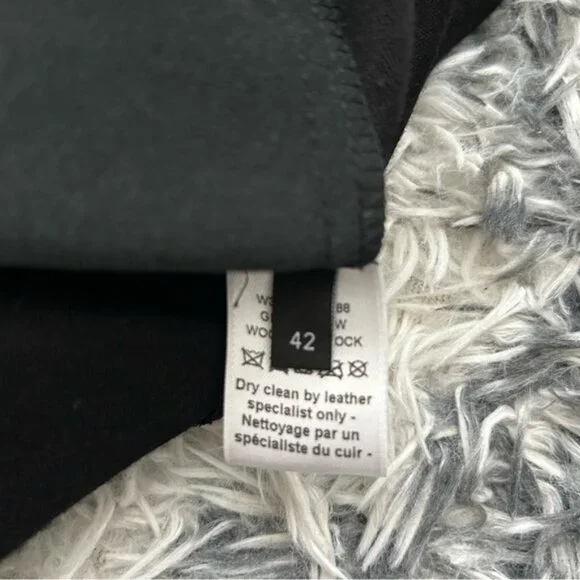 42
Dry clean by leather
specialist only -
Nettoyage par un
spécialiste du cuir -